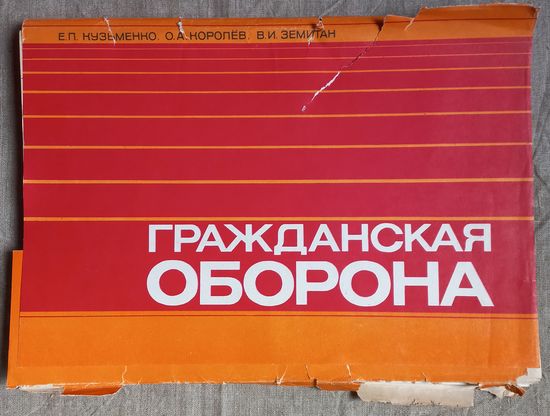 Е.П. КУЗЬМЕНКО, О.А. КОРОЛЁВ, В.И. ЗЕМИТАН
ГРАЖДАНСКАЯ
ОБОРОНА